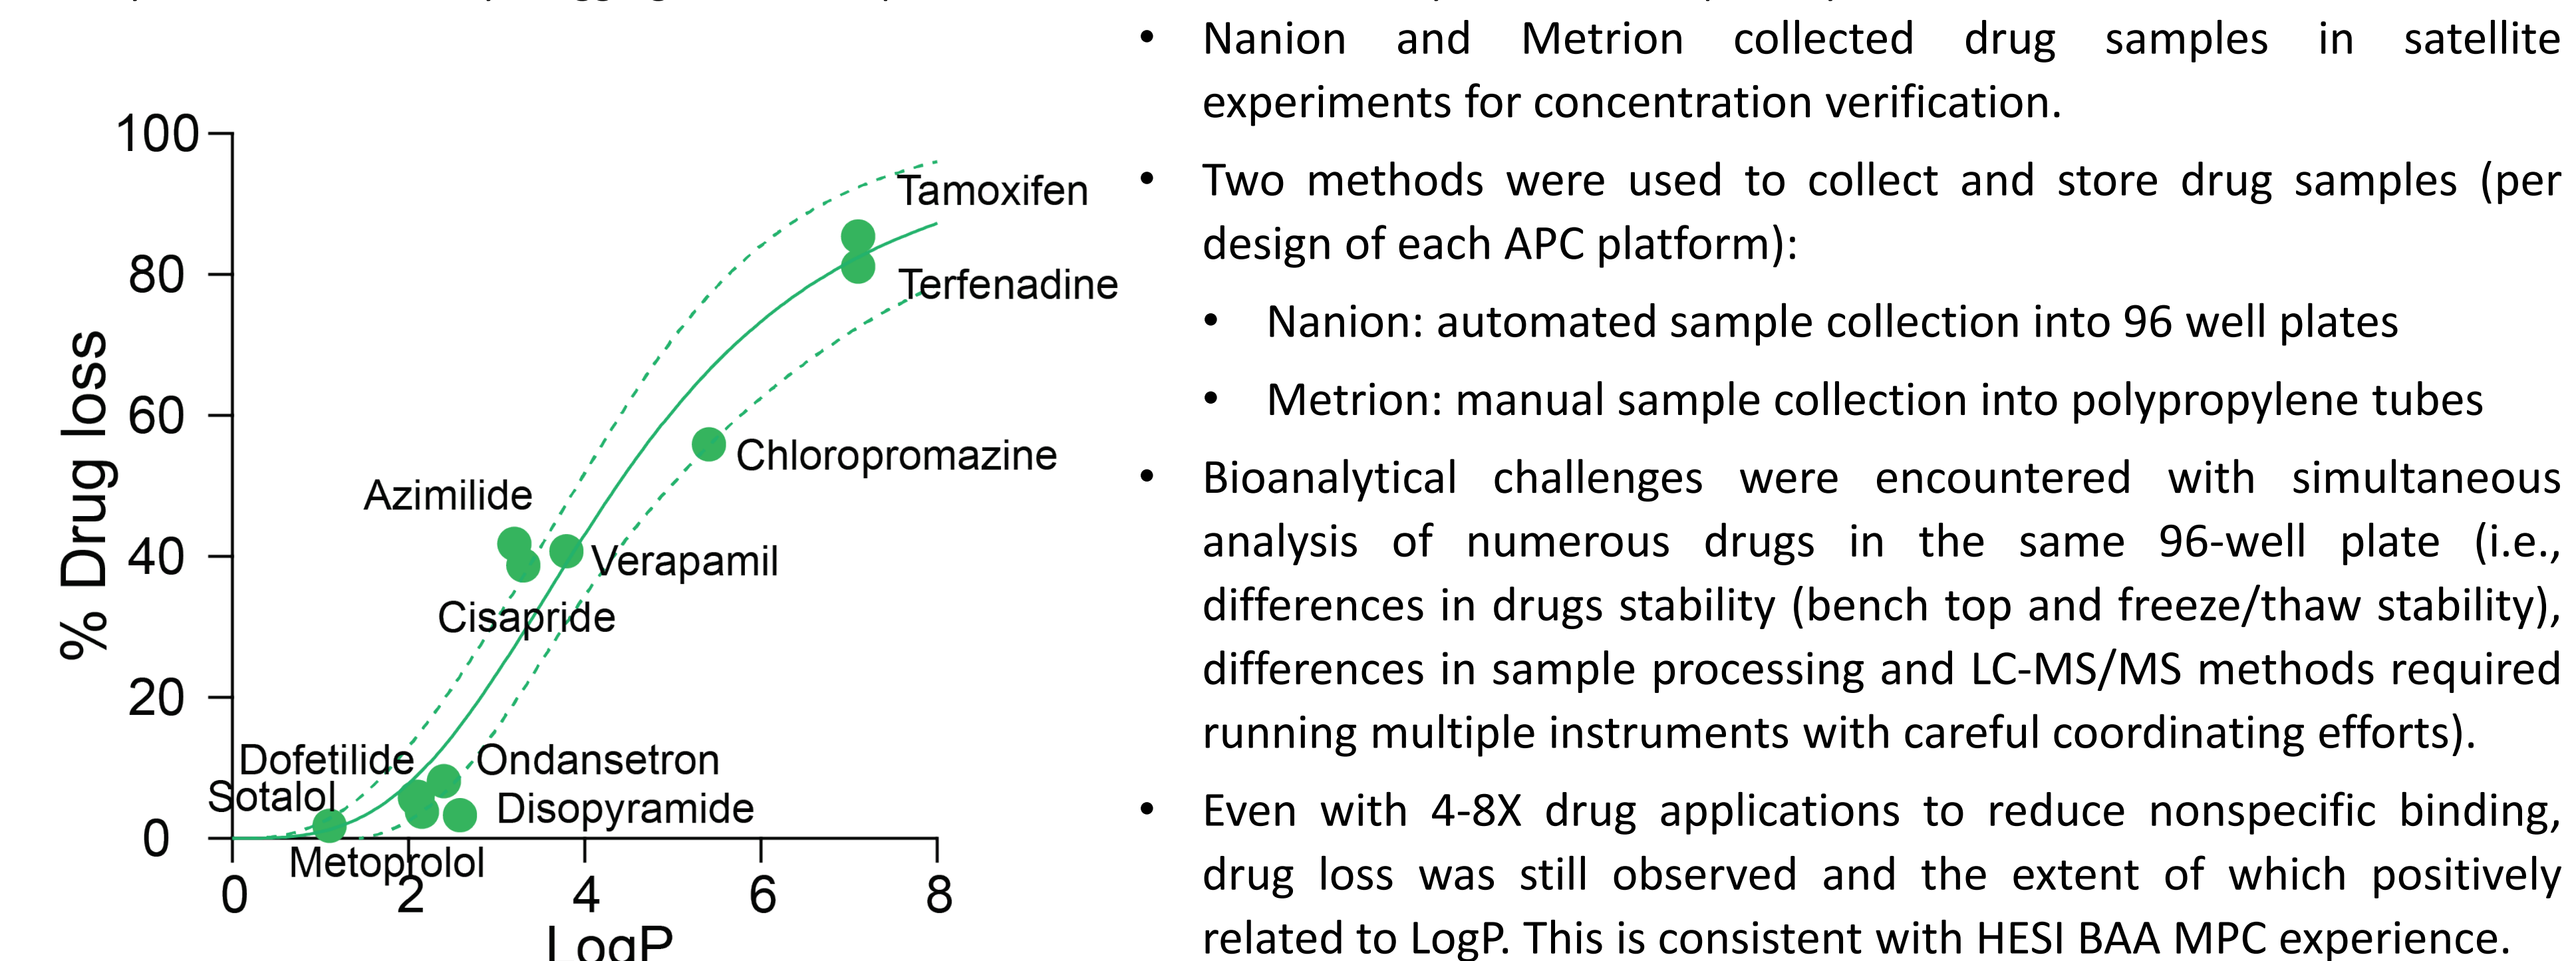 100
80
60
40
20
0
% Drug loss
Tamoxifen
Terfenadine
Chloropromazine
Azimilide
Verapamil
Cisapride
Dofetilide
Ondansetron
Sotalol
Disopyramide
Metoprolol
0 2 4 6 8
LogP
• Nanion and Metrion collected drug samples in satellite
experiments for concentration verification.
• Two methods were used to collect and store drug samples (per
design of each APC platform):
• Nanion: automated sample collection into 96 well plates
• Metrion: manual sample collection into polypropylene tubes
• Bioanalytical challenges were encountered with simultaneous
analysis of numerous drugs in the same 96-well plate (i.e.,
differences in drugs stability (bench top and freeze/thaw stability),
differences in sample processing and LC-MS/MS methods required
running multiple instruments with careful coordinating efforts).
• Even with 4-8X drug applications to reduce nonspecific binding,
drug loss was still observed and the extent of which positively
related to LogP. This is consistent with HESI BAA MPC experience.